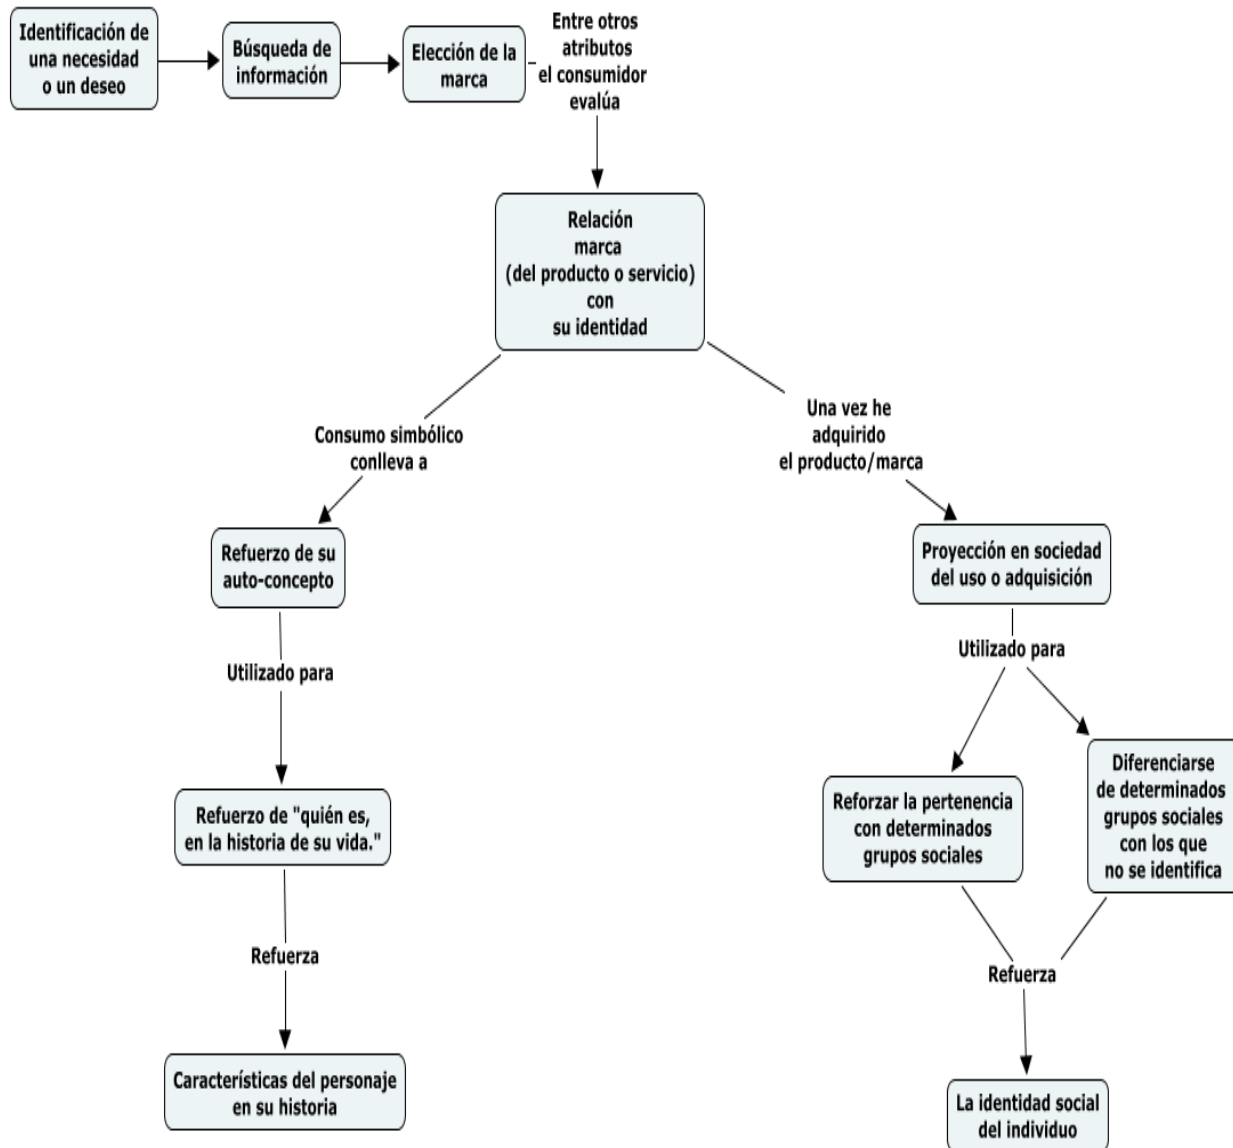 Identificación de
una necesidad
o un deseo
Búsqueda de
información
Elección de la
marca
Entre otros
atributos
el consumidor
evalúa
Relación
marca
(del producto o servicio)
con
su identidad
Consumo simbólico
conlleva a
Una vez he
adquirido
el producto/marca
Refuerzo de su
auto-concepto
Proyección en sociedad
del uso o adquisición
Utilizado para
Utilizado para
Refuerzo de "quién es,
en la historia de su vida."
Reforzar la pertenencia
con determinados
grupos sociales
Diferenciarse
de determinados
grupos sociales
con los que
no se identifica
Refuerza
Refuerza
Características del personaje
en su historia
La identidad social
del individuo